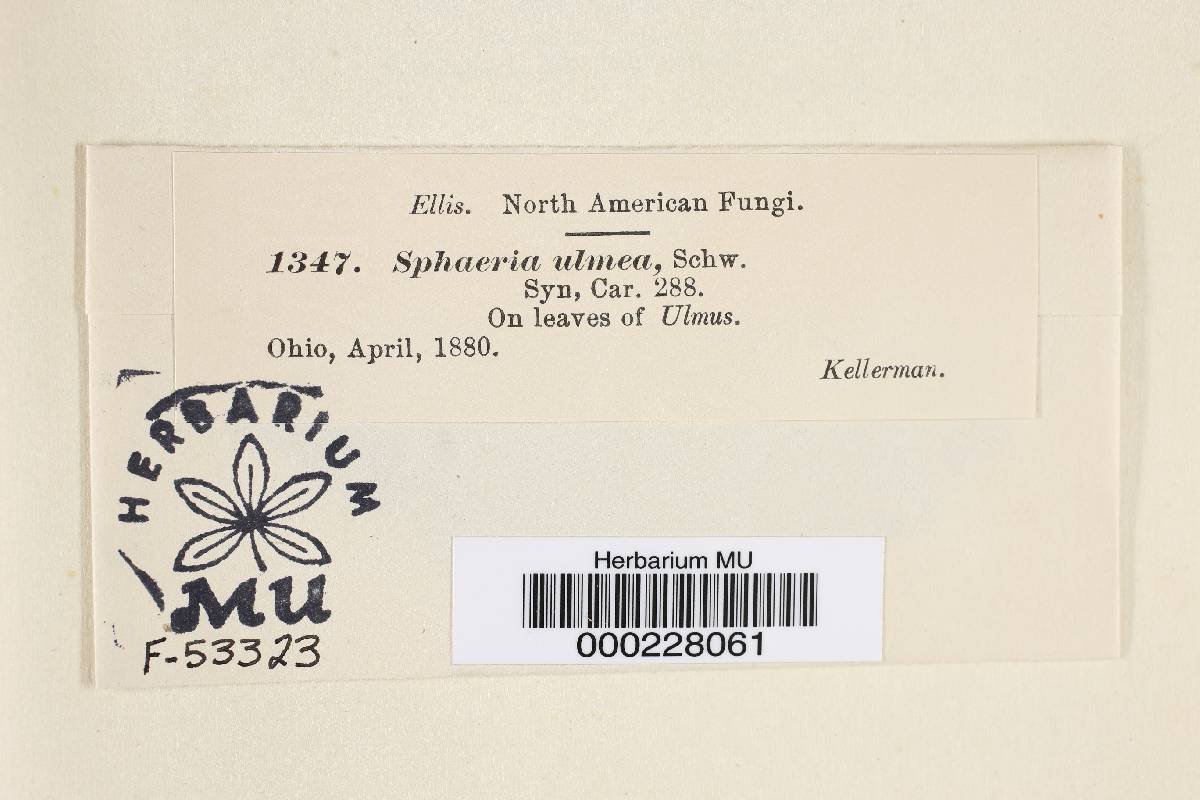 Ellis. North American Fungi.
1347. Sphaeria ulmea, Schw.
Syn, Car. 288.
On leaves of Ulmus.
Ohio, April, 1880.
Kellerman.
HERBARIUM
MU
F-53323
Herbarium MU
000228061